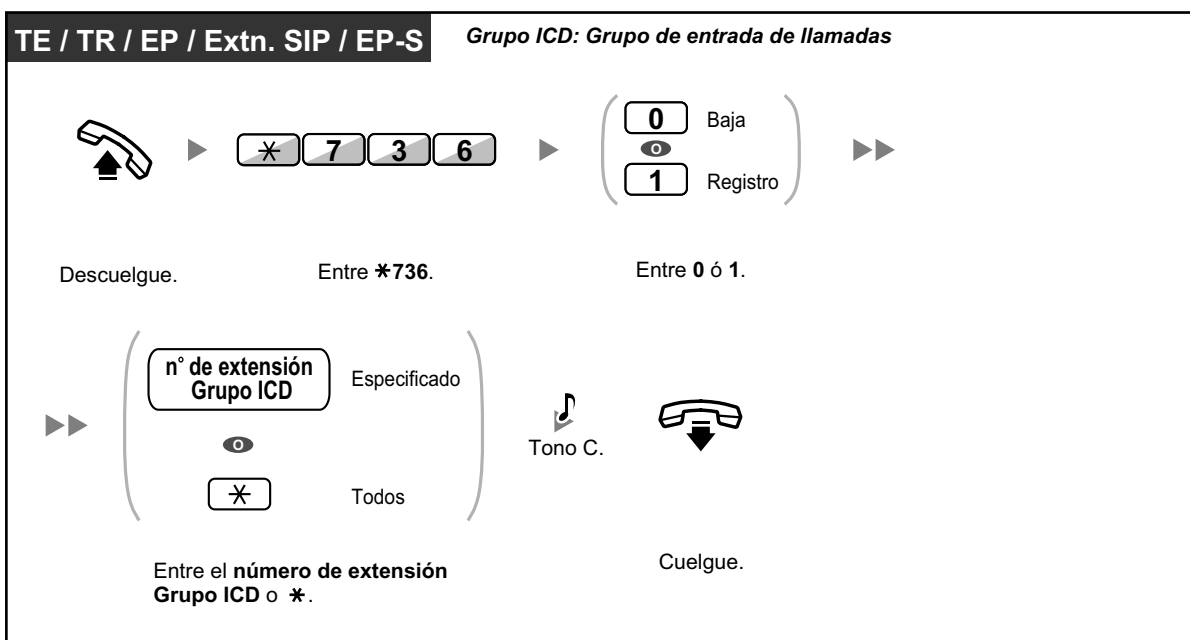 TE / TR / EP / Extn. SIP / EP-S
Grupo ICD: Grupo de entrada de llamadas
* 7 3 6
0 Baja
o
1 Registro
Descuelgue.
Entre *736.
Entre 0 ó 1.
n° de extensión
Grupo ICD
Especificado
o
* Todos
Tono C.
Entre el número de extensión
Grupo ICD o *.
Cuelgue.